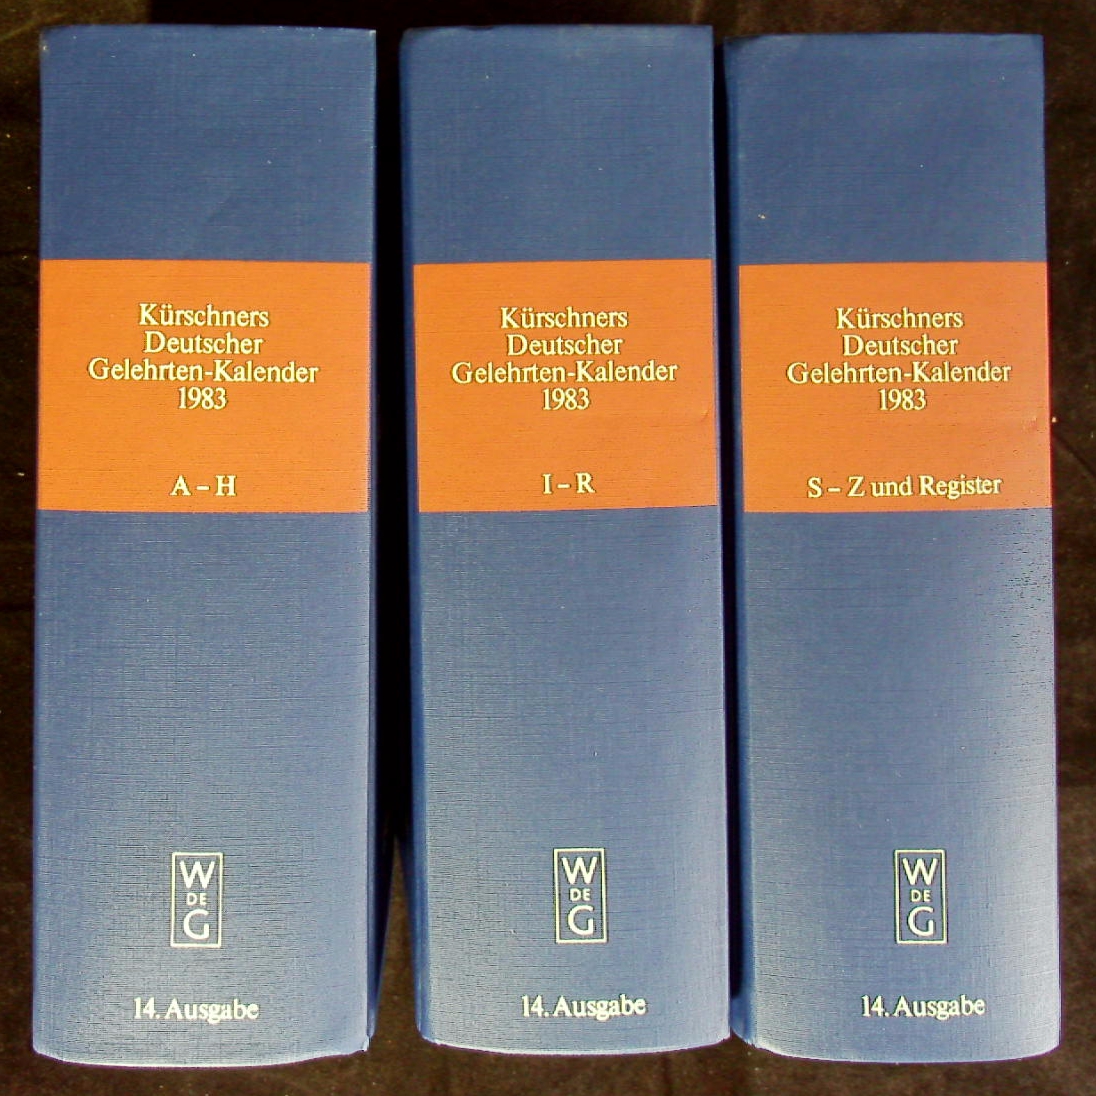 Kürschners
Deutscher
Gelehrten-Kalender
1983
A – H
W
DE
G
14. Ausgabe
Kürschners
Deutscher
Gelehrten-Kalender
1983
I – R
W
DE
G
14. Ausgabe
Kürschners
Deutscher
Gelehrten-Kalender
1983
S – Z und Register
W
DE
G
14. Ausgabe